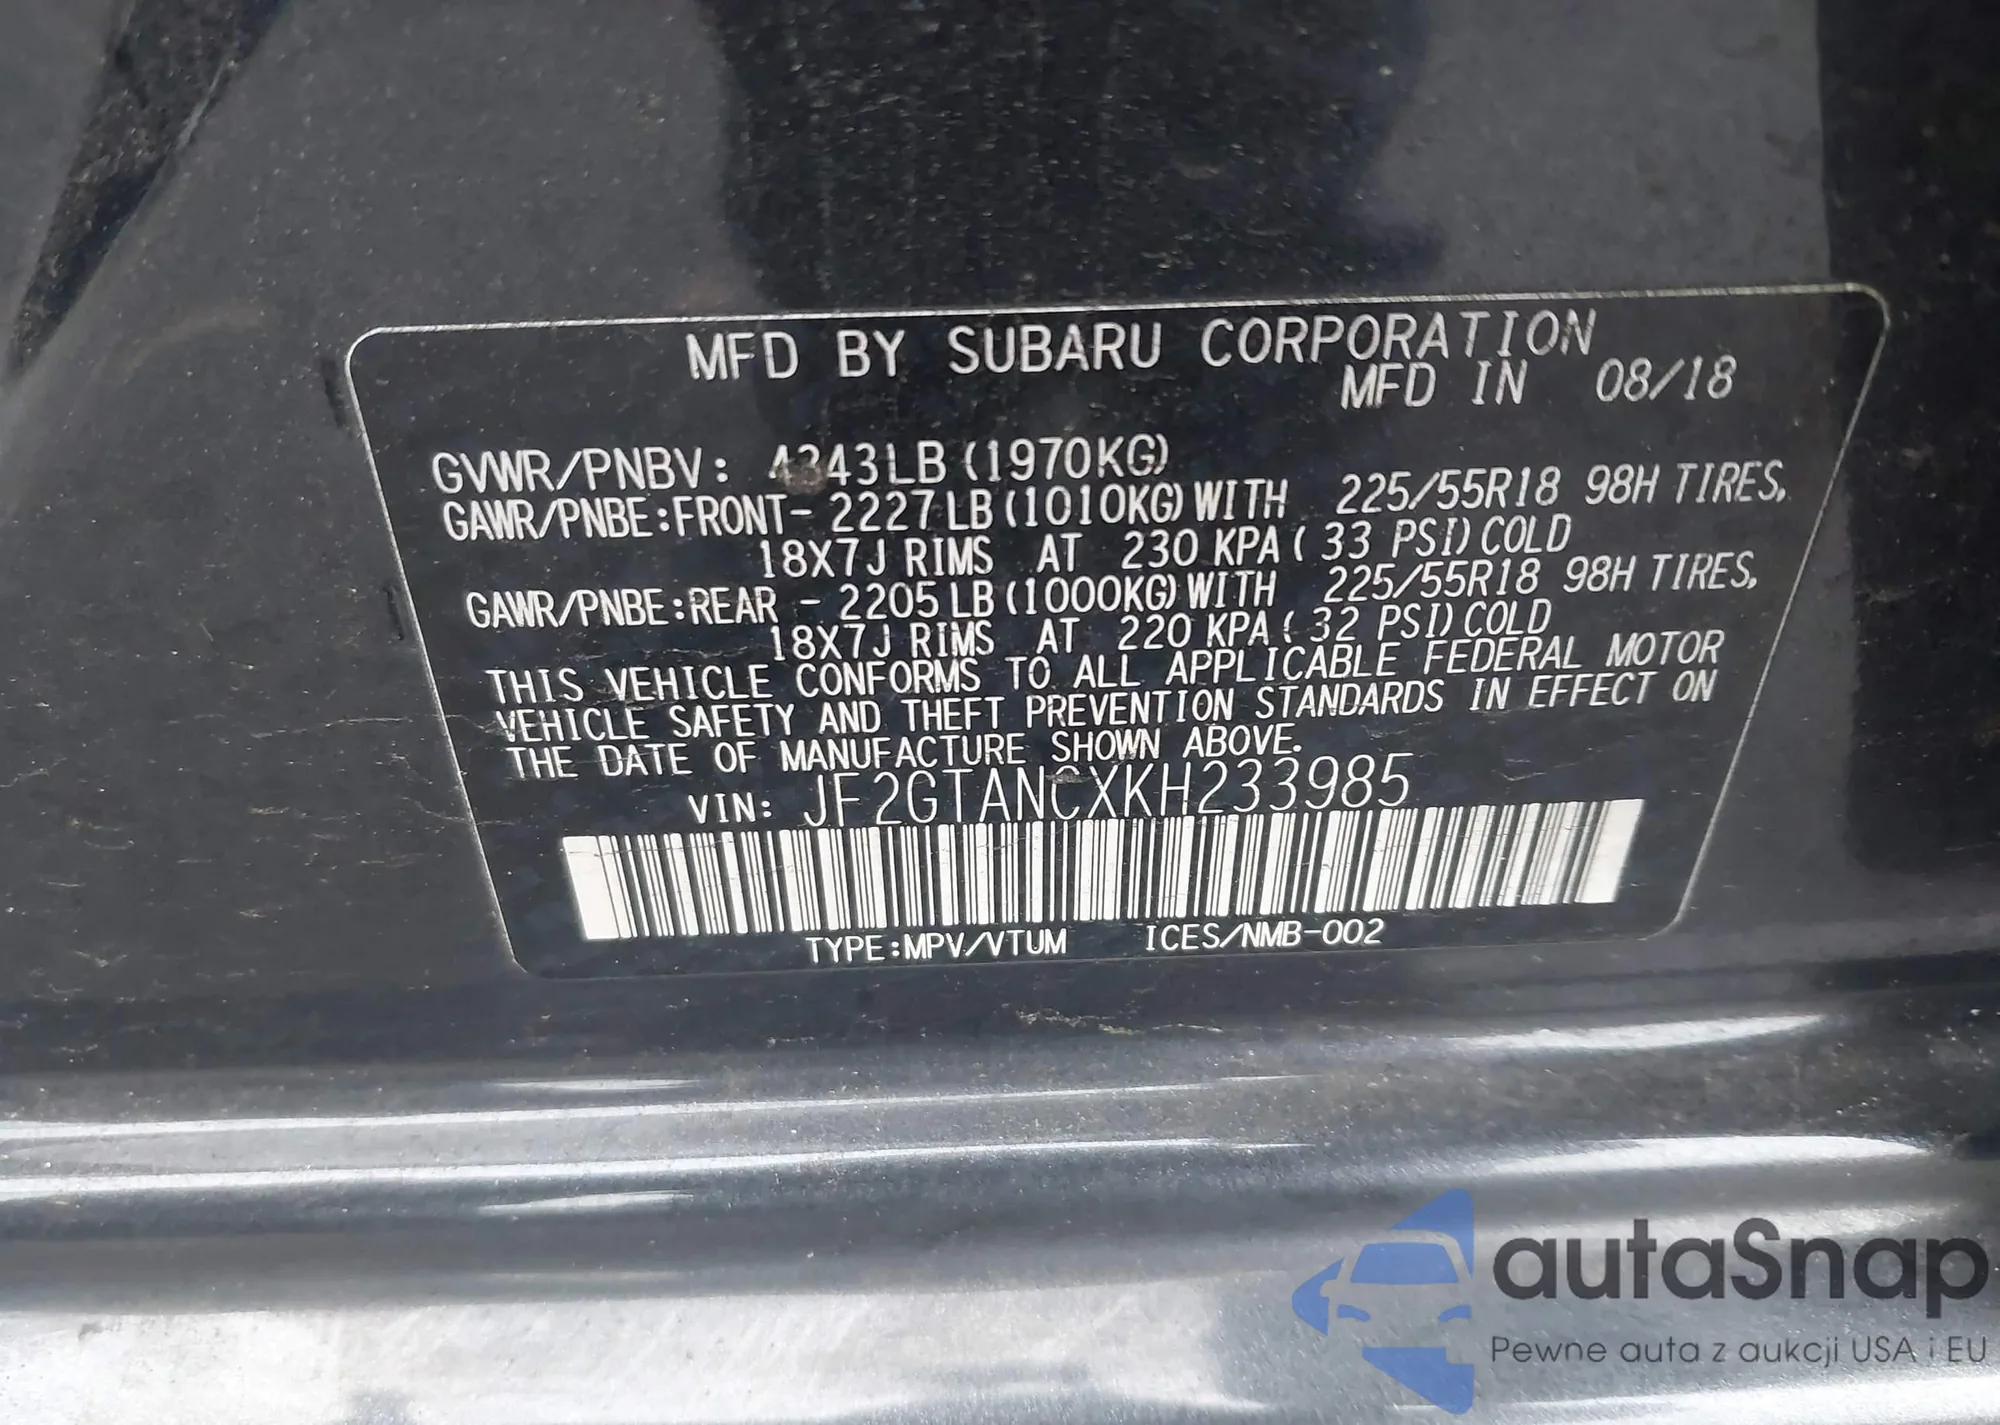 MFD BY SUBARU CORPORATION
MFD IN 08/18
GVWR/PNBV: 4343LB (1970KG)
GAWR/PNBE:FRONT- 2227LB (1010KG) WITH 225/55R18 98H TIRES,
18X7J RIMS AT 230 KPA ( 33 PSI) COLD
GAWR/PNBE:REAR - 2205LB (1000KG) WITH 225/55R18 98H TIRES,
18X7J RIMS AT 220 KPA ( 32 PSI) COLD
THIS VEHICLE CONFORMS TO ALL APPLICABLE FEDERAL MOTOR
VEHICLE SAFETY AND THEFT PREVENTION STANDARDS IN EFFECT ON
THE DATE OF MANUFACTURE SHOWN ABOVE.
VIN: JF2GTANCXKH233985
TYPE:MPV/VTUM ICES/NMB-002
autaSnap
Pewne auta z aukcji USA i EU